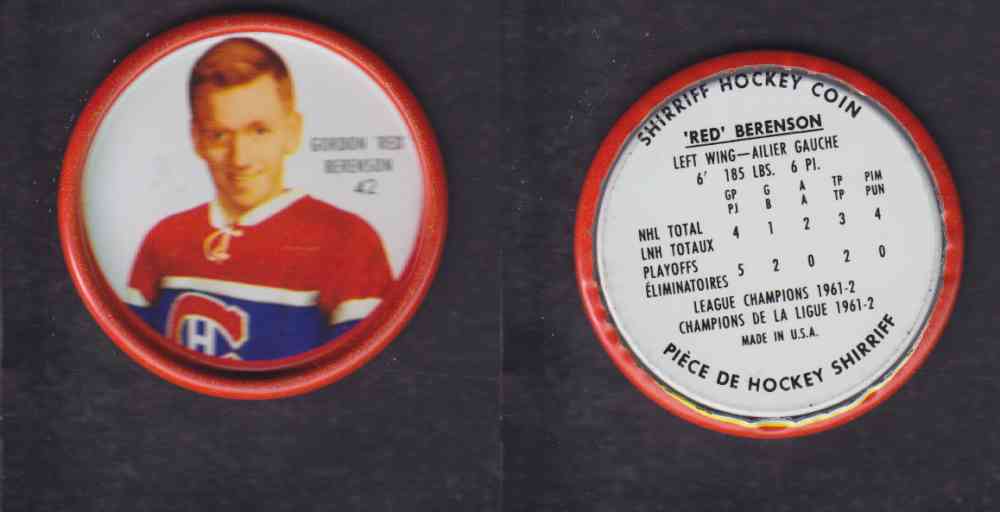 GORDON RED
BERENSON
42
CH
SHIRRIFF HOCKEY COIN
'RED' BERENSON
LEFT WING—AILIER GAUCHE
6' 185 LBS. 6 PI.
GP G A TP PIM
PJ B A TP PUN
NHL TOTAL 4 1 2 3 4
LNH TOTAUX
PLAYOFFS 5 2 0 2 0
ÉLIMINATOIRES
LEAGUE CHAMPIONS 1961-2
CHAMPIONS DE LA LIGUE 1961-2
MADE IN U.S.A.
PIÈCE DE HOCKEY SHIRRIFF